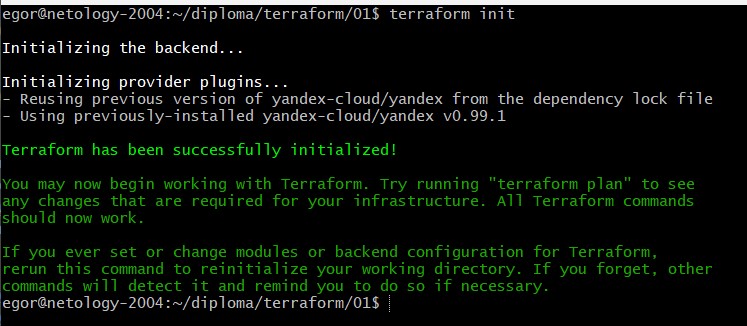 egor@netology-2004:~/diploma/terraform/01$ terraform init
Initializing the backend...
Initializing provider plugins...
- Reusing previous version of yandex-cloud/yandex from the dependency lock file
- Using previously-installed yandex-cloud/yandex v0.99.1
Terraform has been successfully initialized!
You may now begin working with Terraform. Try running "terraform plan" to see
any changes that are required for your infrastructure. All Terraform commands
should now work.
If you ever set or change modules or backend configuration for Terraform,
rerun this command to reinitialize your working directory. If you forget, other
commands will detect it and remind you to do so if necessary.
egor@netology-2004:~/diploma/terraform/01$